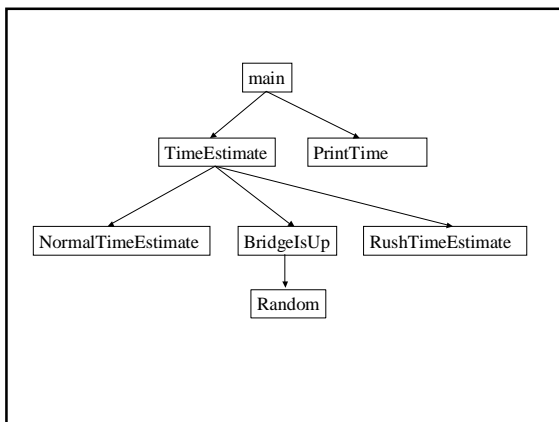 main
TimeEstimate
PrintTime
NormalTimeEstimate
BridgeIsUp
RushTimeEstimate
Random